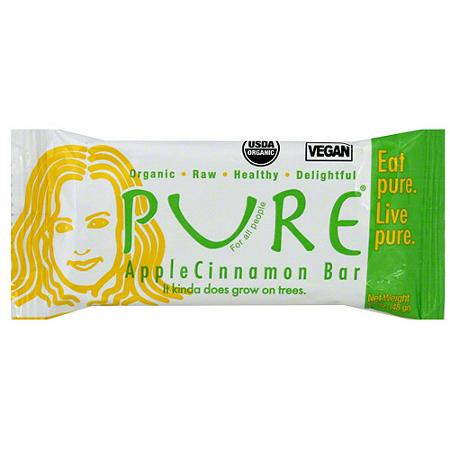 USDA
ORGANIC
VEGAN
Organic • Raw • Healthy • Delightful
PURE®
For all people
AppleCinnamon Bar
It kinda does grow on trees.
Eat
pure.
Live
pure.
Net Weight